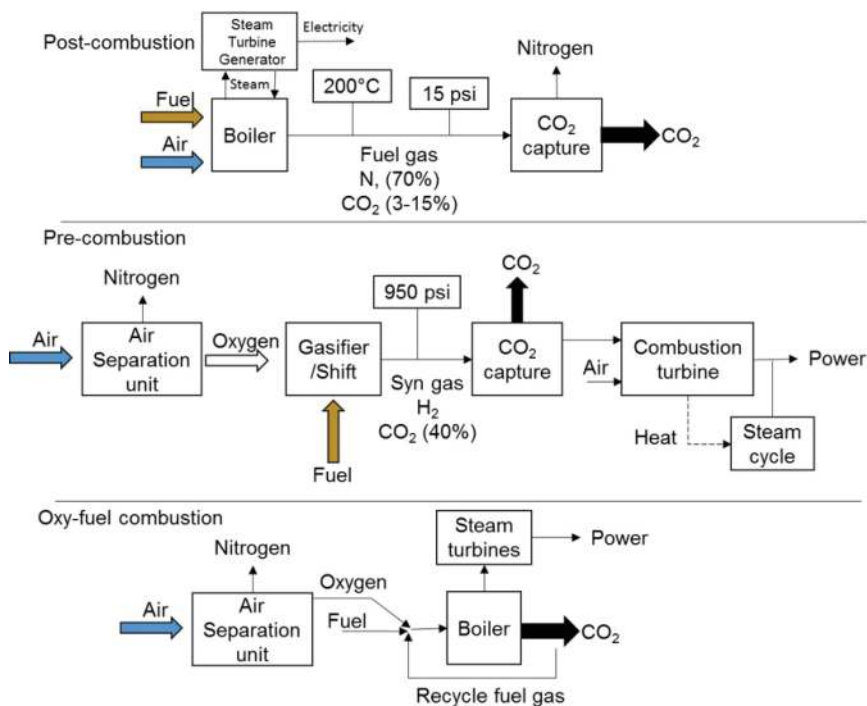 Post-combustion
Steam
Turbine
Generator
Electricity
Steam
Fuel
Air
Boiler
200°C
15 psi
Fuel gas
N, (70%)
CO₂ (3-15%)
Nitrogen
CO₂
capture
CO₂
Pre-combustion
Nitrogen
Air
Air
Separation
unit
Oxygen
Gasifier
/Shift
Fuel
950 psi
Syn gas
H₂
CO₂ (40%)
CO₂
CO₂
capture
Air
Combustion
turbine
Power
Heat
Steam
cycle
Oxy-fuel combustion
Nitrogen
Air
Air
Separation
unit
Oxygen
Fuel
Steam
turbines
Power
Boiler
CO₂
Recycle fuel gas